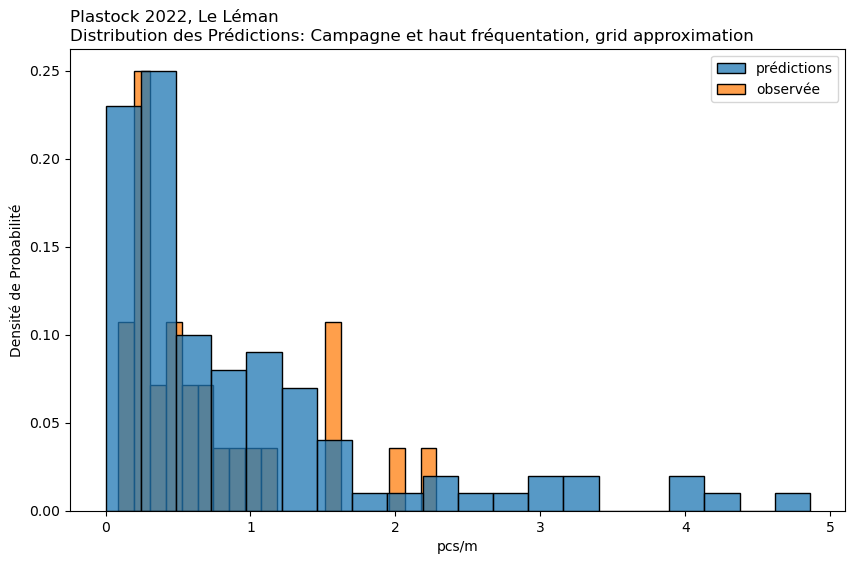 Plastock 2022, Le Léman
Distribution des Prédictions: Campagne et haut fréquentation, grid approximation
prédictions
observée
Densité de Probabilité
0.25
0.20
0.15
0.10
0.05
0.00
0 1 2 3 4 5
pcs/m